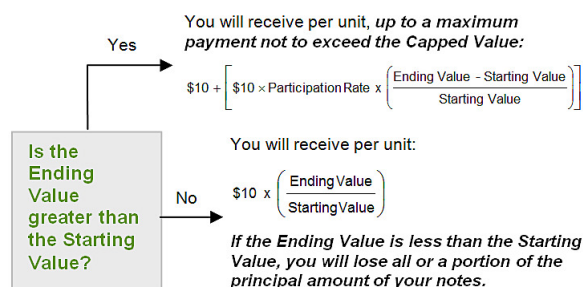 You will receive per unit, up to a maximum
payment not to exceed the Capped Value:
Yes
$10 + [$10 × Participation Rate x (Ending Value - Starting Value / Starting Value)]
Is the
Ending
Value
greater than
the Starting
Value?
No
You will receive per unit:
$10 x (Ending Value / Starting Value)
If the Ending Value is less than the Starting
Value, you will lose all or a portion of the
principal amount of your notes.